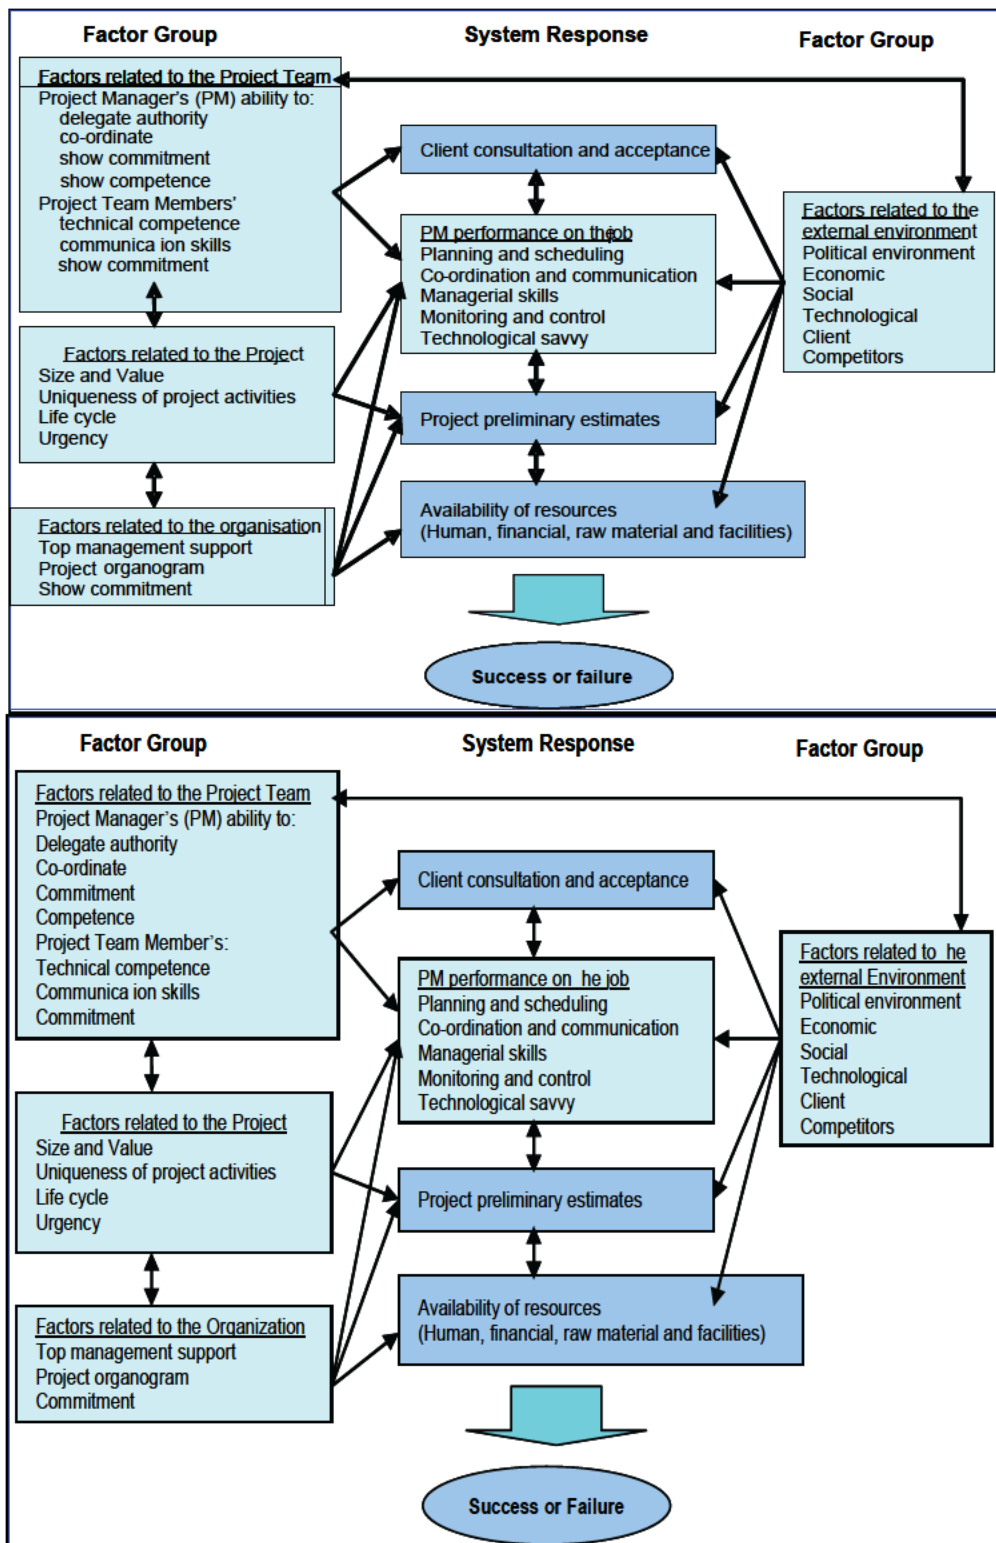 Factor Group
System Response
Factor Group
Factors related to the Project Team
Project Manager's (PM) ability to:
delegate authority
co-ordinate
show commitment
show competence
Project Team Members'
technical competence
communica ion skills
show commitment
Factors related to the Project
Size and Value
Uniqueness of project activities
Life cycle
Urgency
Factors related to the organisation
Top management support
Project organogram
Show commitment
Client consultation and acceptance
PM performance on the job
Planning and scheduling
Co-ordination and communication
Managerial skills
Monitoring and control
Technological savvy
Project preliminary estimates
Availability of resources
(Human, financial, raw material and facilities)
Factors related to the
external environment
Political environment
Economic
Social
Technological
Client
Competitors
Success or failure
Factor Group
System Response
Factor Group
Factors related to the Project Team
Project Manager's (PM) ability to:
Delegate authority
Co-ordinate
Commitment
Competence
Project Team Member's:
Technical competence
Communica ion skills
Commitment
Factors related to the Project
Size and Value
Uniqueness of project activities
Life cycle
Urgency
Factors related to the Organization
Top management support
Project organogram
Commitment
Client consultation and acceptance
PM performance on he job
Planning and scheduling
Co-ordination and communication
Managerial skills
Monitoring and control
Technological savvy
Project preliminary estimates
Availability of resources
(Human, financial, raw material and facilities)
Factors related to he
external Environment
Political environment
Economic
Social
Technological
Client
Competitors
Success or Failure